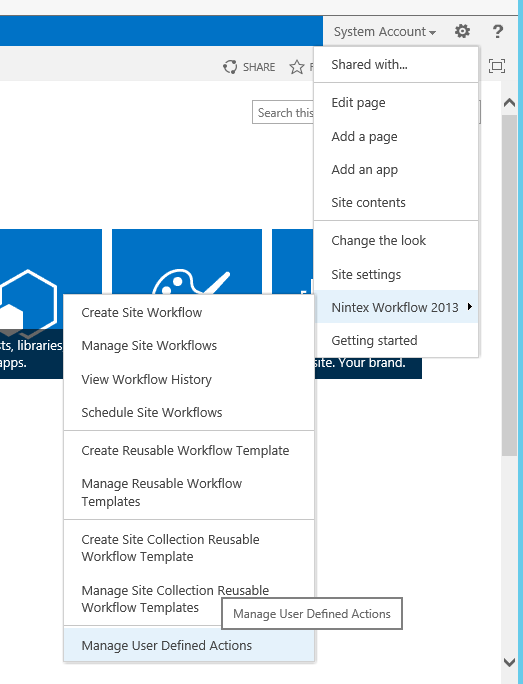 System Account
?
SHARE
F
Shared with...
Search this
Edit page
Add a page
Add an app
Site contents
Change the look
Site settings
Nintex Workflow 2013
Getting started
sts, libraries
apps.
site. Your brand.
Create Site Workflow
Manage Site Workflows
View Workflow History
Schedule Site Workflows
Create Reusable Workflow Template
Manage Reusable Workflow
Templates
Create Site Collection Reusable
Workflow Template
Manage Site Collection Reusable
Workflow Templates
Manage User Defined Actions
Manage User Defined Actions